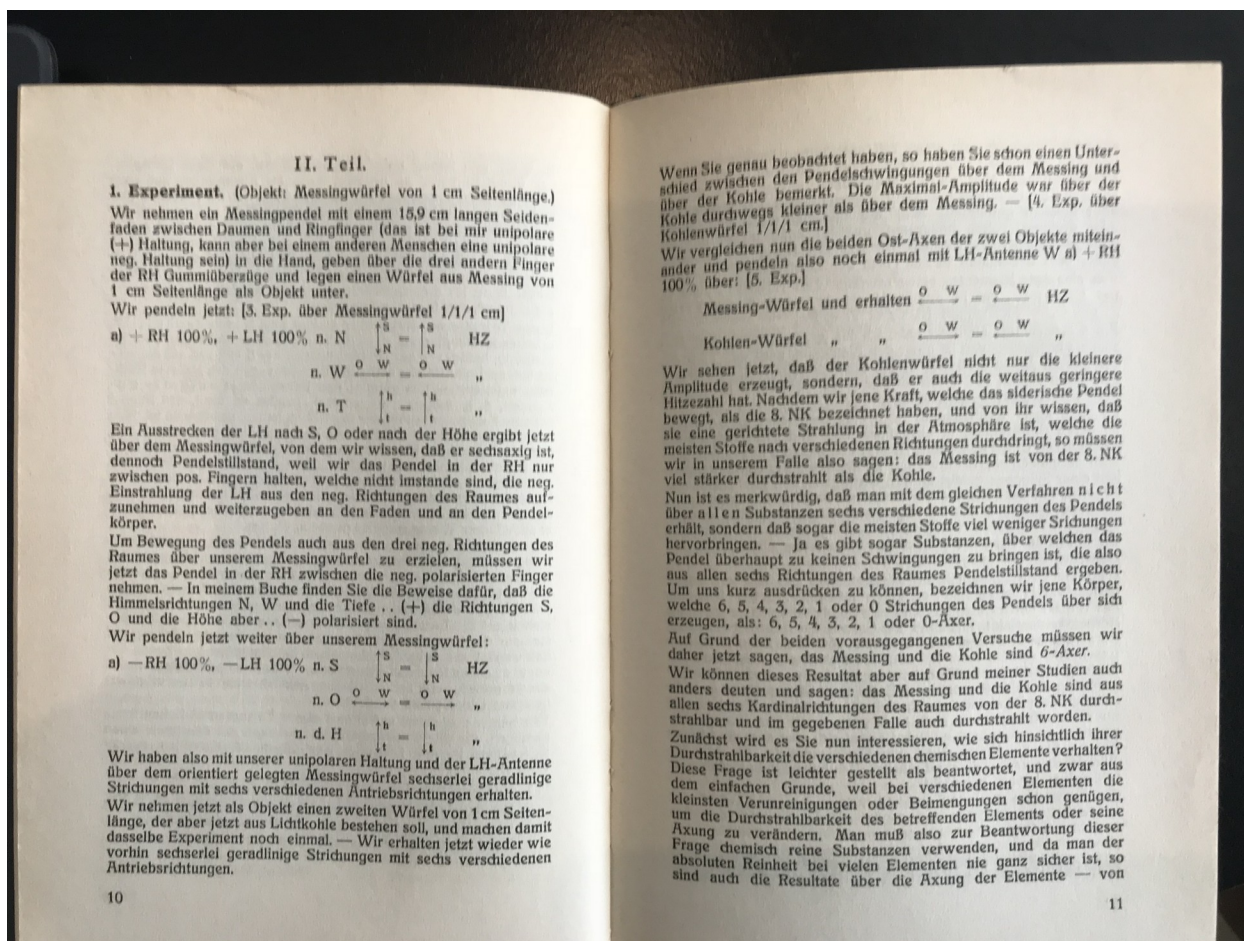 II. Teil.
1. Experiment. (Objekt: Messingwürfel von 1 cm Seitenlänge.)
Wir nehmen ein Messingpendel mit einem 15,9 cm langen Seiden-
faden zwischen Daumen und Ringfinger (das ist bei mir unipolare
(+) Haltung, kann aber bei einem anderen Menschen eine unipolare
neg. Haltung sein) in die Hand, geben über die drei andern Finger
der RH Gummiüberzüge und legen einen Würfel aus Messing von
1 cm Seitenlänge als Objekt unter.
Wir pendeln jetzt: [3. Exp. über Messingwürfel 1/1/1 cm]
a) + RH 100%, + LH 100% n. N ↑S ↓N = ↑S N HZ
n. W O W ⟷ = O W ⟵ „
n. T ↑h ↓t = ↑h t „
Ein Ausstrecken der LH nach S, O oder nach der Höhe ergibt jetzt
über dem Messingwürfel, von dem wir wissen, daß er sechsaxig ist,
dennoch Pendelstillstand, weil wir das Pendel in der RH nur
zwischen pos. Fingern halten, welche nicht imstande sind, die neg.
Einstrahlung der LH aus den neg. Richtungen des Raumes auf-
zunehmen und weiterzugeben an den Faden und an den Pendel-
körper.
Um Bewegung des Pendels auch aus den drei neg. Richtungen des
Raumes über unserem Messingwürfel zu erzielen, müssen wir
jetzt das Pendel in der RH zwischen die neg. polarisierten Finger
nehmen. — In meinem Buche finden Sie die Beweise dafür, daß die
Himmelsrichtungen N, W und die Tiefe .. (+) die Richtungen S,
O und die Höhe aber .. (—) polarisiert sind.
Wir pendeln jetzt weiter über unserem Messingwürfel:
a) —RH 100%, —LH 100% n. S ↑S ↓N = S ↓N HZ
n. O O W ⟷ = O W ⟶ „
n. d. H ↑h ↓t = h ↓t „
Wir haben also mit unserer unipolaren Haltung und der LH-Antenne
über dem orientiert gelegten Messingwürfel sechserlei geradlinige
Strichungen mit sechs verschiedenen Antriebsrichtungen erhalten.
Wir nehmen jetzt als Objekt einen zweiten Würfel von 1 cm Seiten-
länge, der aber jetzt aus Lichtkohle bestehen soll, und machen damit
dasselbe Experiment noch einmal. — Wir erhalten jetzt wieder wie
vorhin sechserlei geradlinige Strichungen mit sechs verschiedenen
Antriebsrichtungen.
10
Wenn Sie genau beobachtet haben, so haben Sie schon einen Unter-
schied zwischen den Pendelschwingungen über dem Messing und
über der Kohle bemerkt. Die Maximal-Amplitude war über der
Kohle durchwegs kleiner als über dem Messing. — [4. Exp. über
Kohlenwürfel 1/1/1 cm.]
Wir vergleichen nun die beiden Ost-Axen der zwei Objekte mitein-
ander und pendeln also noch einmal mit LH-Antenne W a) + RH
100% über: [5. Exp.]
Messing-Würfel und erhalten O W ⟷ = O W ⟵ HZ
Kohlen-Würfel „ „ O W ⟷ = O W ⟵ „
Wir sehen jetzt, daß der Kohlenwürfel nicht nur die kleinere
Amplitude erzeugt, sondern, daß er auch die weitaus geringere
Hitzezahl hat. Nachdem wir jene Kraft, welche das siderische Pendel
bewegt, als die 8. NK bezeichnet haben, und von ihr wissen, daß
sie eine gerichtete Strahlung in der Atmosphäre ist, welche die
meisten Stoffe nach verschiedenen Richtungen durchdringt, so müssen
wir in unserem Falle also sagen: das Messing ist von der 8. NK
viel stärker durchstrahlt als die Kohle.
Nun ist es merkwürdig, daß man mit dem gleichen Verfahren nicht
über allen Substanzen sechs verschiedene Strichungen des Pendels
erhält, sondern daß sogar die meisten Stoffe viel weniger Srichungen
hervorbringen. — Ja es gibt sogar Substanzen, über welchen das
Pendel überhaupt zu keinen Schwingungen zu bringen ist, die also
aus allen sechs Richtungen des Raumes Pendelstillstand ergeben.
Um uns kurz ausdrücken zu können, bezeichnen wir jene Körper,
welche 6, 5, 4, 3, 2, 1 oder 0 Strichungen des Pendels über sich
erzeugen, als: 6, 5, 4, 3, 2, 1 oder 0-Axer.
Auf Grund der beiden vorausgegangenen Versuche müssen wir
daher jetzt sagen, das Messing und die Kohle sind 6-Axer.
Wir können dieses Resultat aber auf Grund meiner Studien auch
anders deuten und sagen: das Messing und die Kohle sind aus
allen sechs Kardinalrichtungen des Raumes von der 8. NK durch-
strahlbar und im gegebenen Falle auch durchstrahlt worden.
Zunächst wird es Sie nun interessieren, wie sich hinsichtlich ihrer
Durchstrahlbarkeit die verschiedenen chemischen Elemente verhalten?
Diese Frage ist leichter gestellt als beantwortet, und zwar aus
dem einfachen Grunde, weil bei verschiedenen Elementen die
kleinsten Verunreinigungen oder Beimengungen schon genügen,
um die Durchstrahlbarkeit des betreffenden Elements oder seine
Axung zu verändern. Man muß also zur Beantwortung dieser
Frage chemisch reine Substanzen verwenden, und da man der
absoluten Reinheit bei vielen Elementen nie ganz sicher ist, so
sind auch die Resultate über die Axung der Elemente — von
11